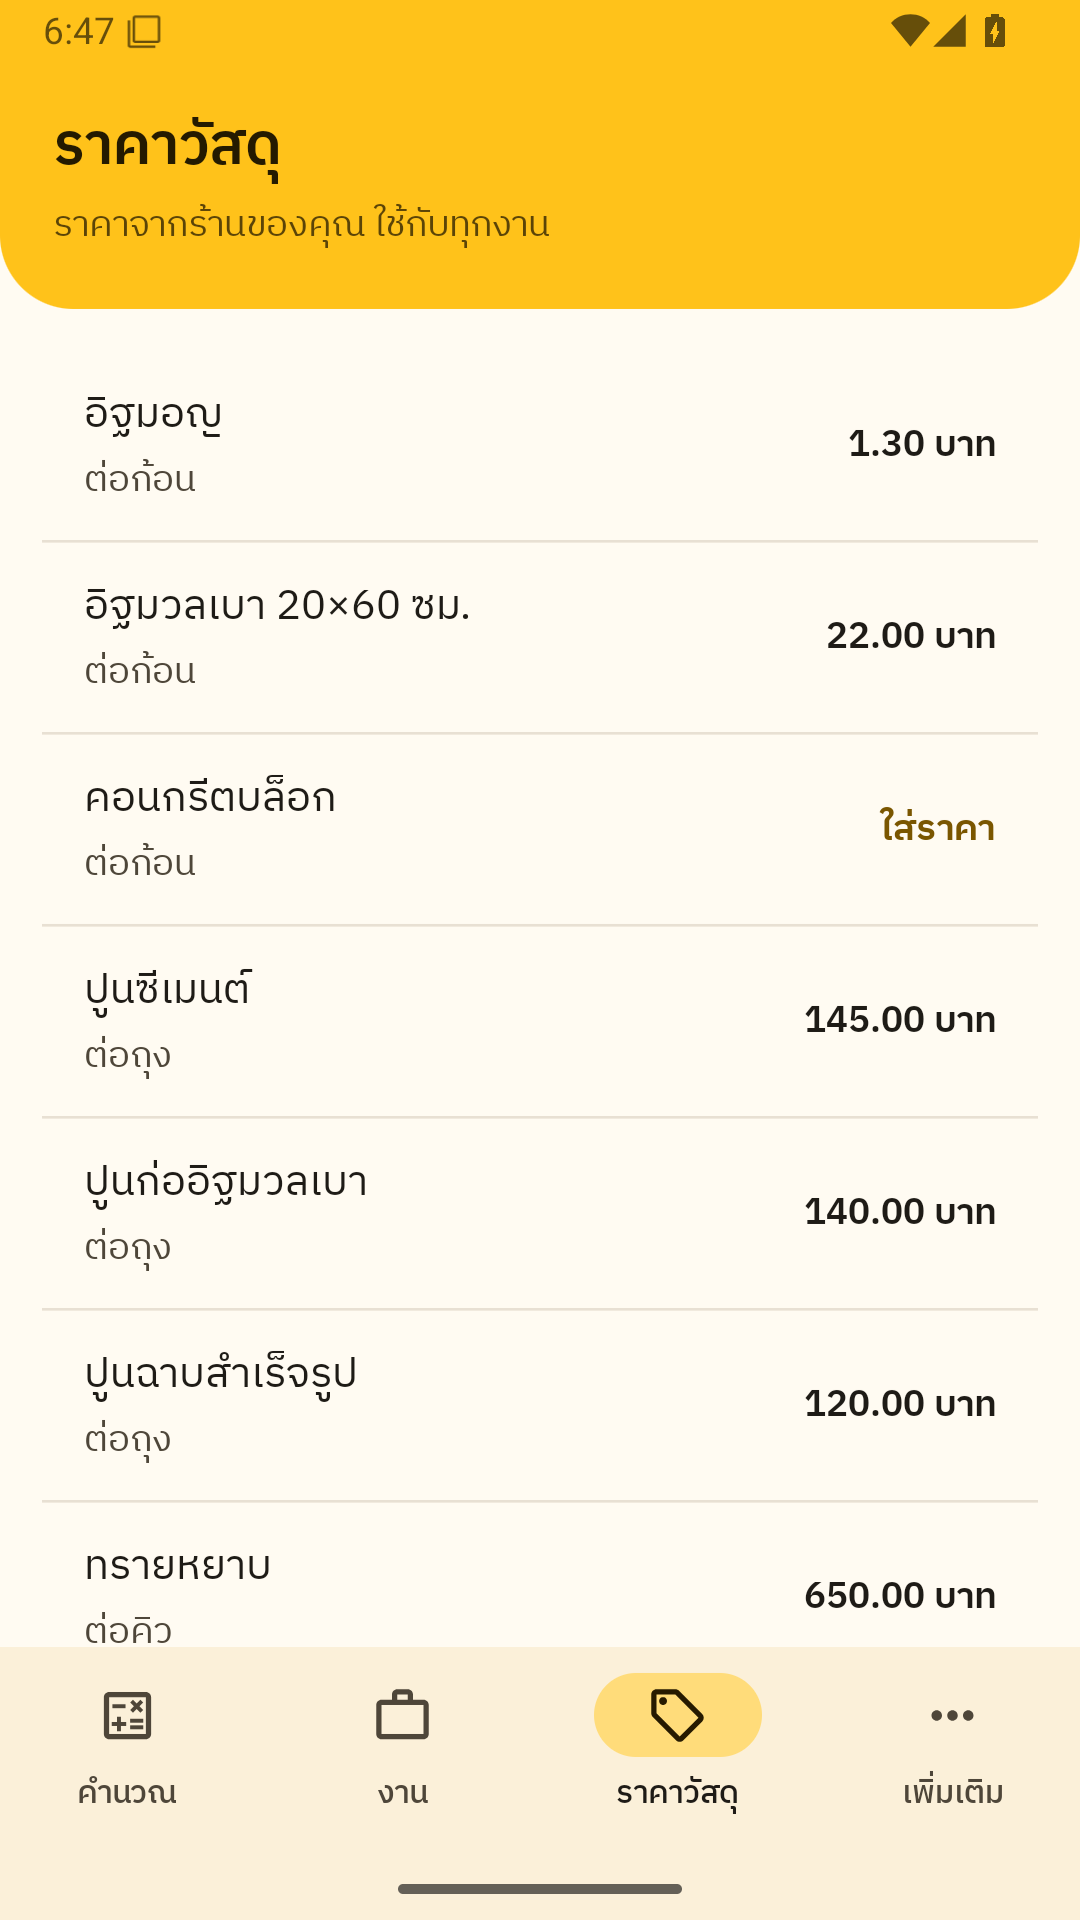 6:47
ราคาวัสดุ
ราคาจากร้านของคุณ ใช้กับทุกงาน
อิฐมอญ
ต่อก้อน
1.30 บาท
อิฐมวลเบา 20×60 ซม.
ต่อก้อน
22.00 บาท
คอนกรีตบล็อก
ต่อก้อน
ใส่ราคา
ปูนซีเมนต์
ต่อถุง
145.00 บาท
ปูนก่ออิฐมวลเบา
ต่อถุง
140.00 บาท
ปูนฉาบสำเร็จรูป
ต่อถุง
120.00 บาท
ทรายหยาบ
ต่อคิว
650.00 บาท
คำนวณ
งาน
ราคาวัสดุ
เพิ่มเติม